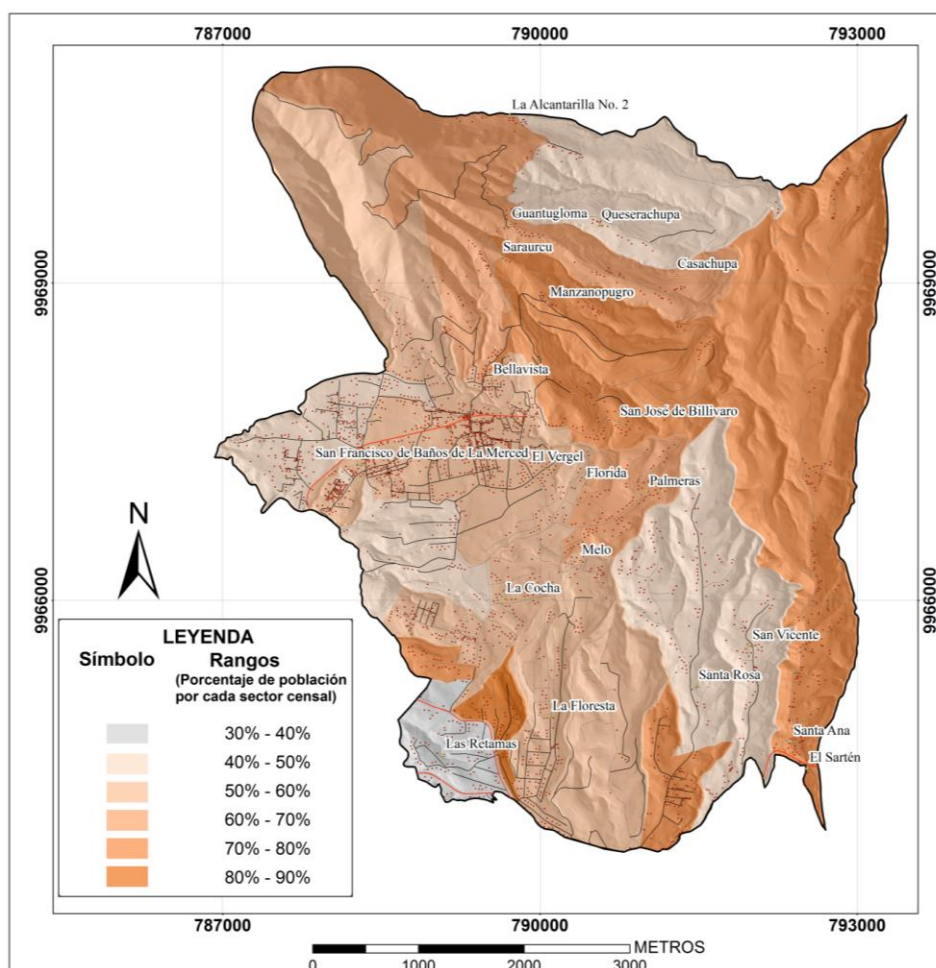 787000 790000 793000
La Alcantarilla No. 2
Guantugloma Queserachupa
Saraurcu
Casachupa
9969000 9969000
Manzanopugro
Bellavista
San José de Billivaro
San Francisco de Baños de La Merced El Vergel
Florida
Palmeras
N
Melo
La Cocha
9966000 9966000
San Vicente
Santa Rosa
La Floresta
Santa Ana
Las Retamas
El Sartén
LEYENDA
Símbolo Rangos
(Porcentaje de población
por cada sector censal)
30% - 40%
40% - 50%
50% - 60%
60% - 70%
70% - 80%
80% - 90%
787000 790000 793000
METROS
0 1000 2000 3000